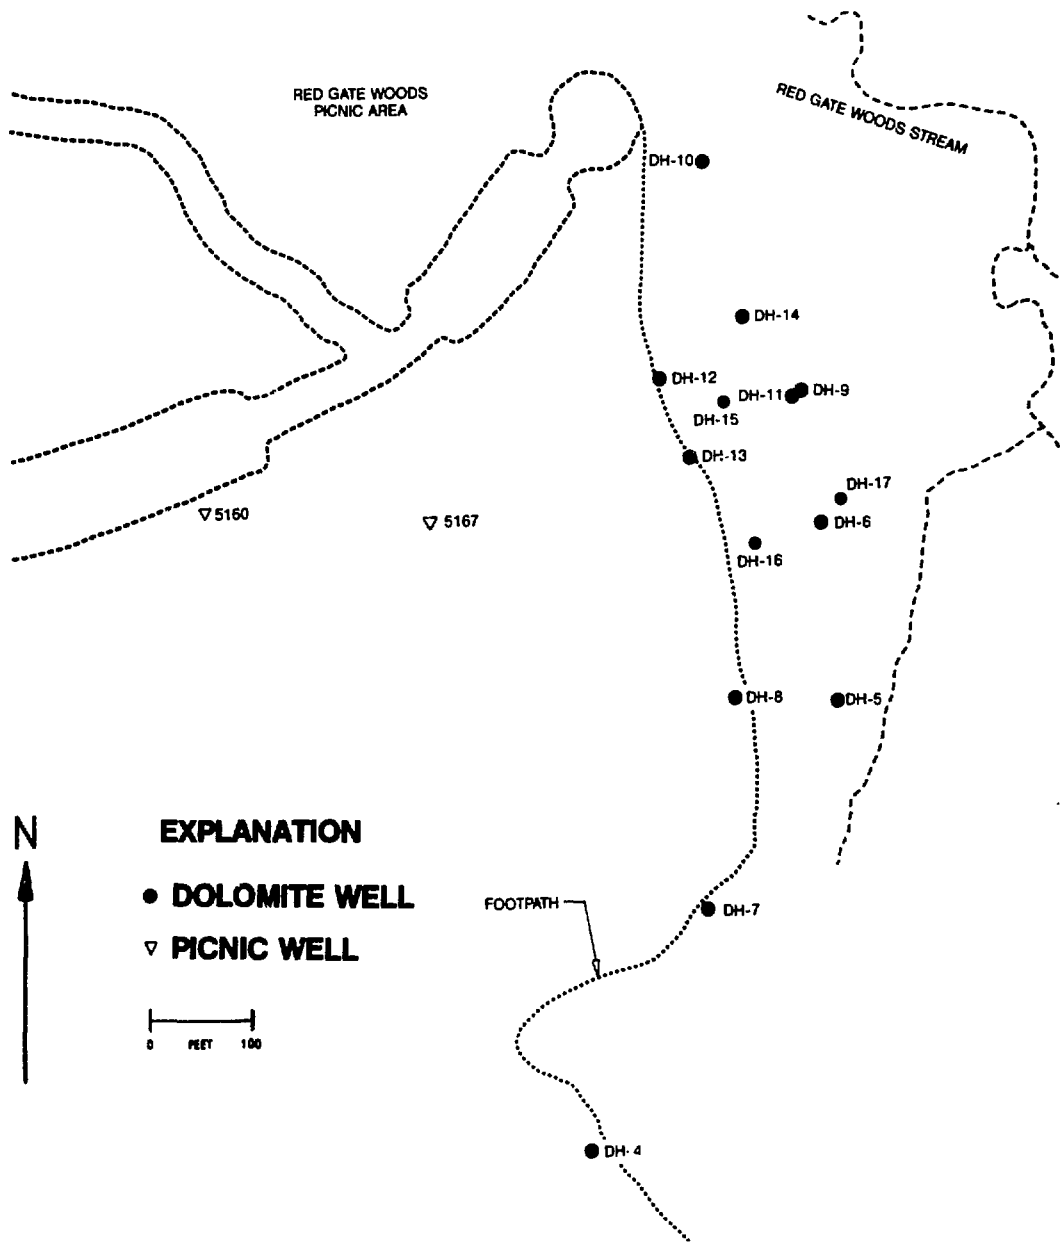 RED GATE WOODS
PICNIC AREA
RED GATE WOODS STREAM
DH-10
DH-14
DH-12
DH-11
DH-9
DH-15
DH-13
DH-17
5160
5167
DH-6
DH-16
DH-8
DH-5
N
EXPLANATION
DOLOMITE WELL
PICNIC WELL
FOOTPATH
DH-7
0 FEET 100
DH-4